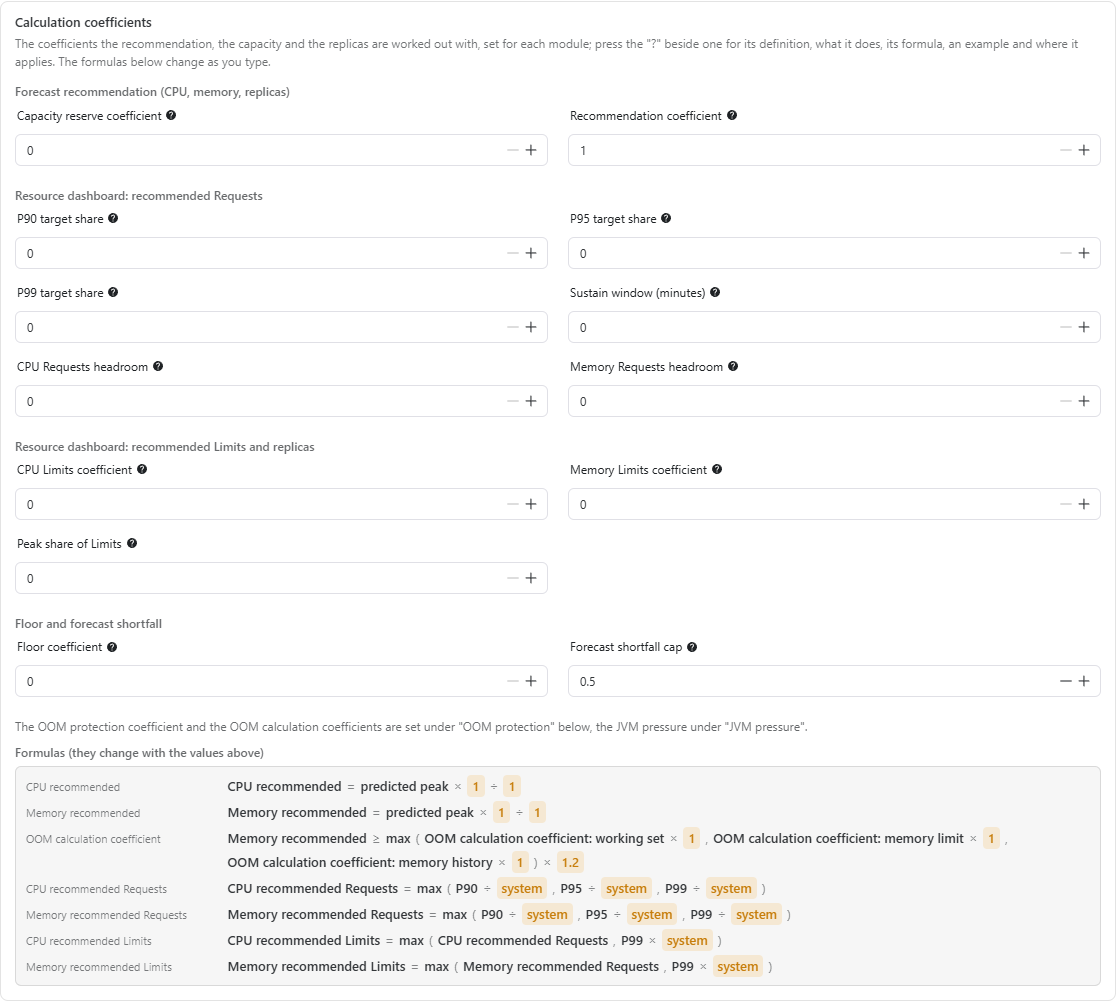 Calculation coefficients
The coefficients the recommendation, the capacity and the replicas are worked out with, set for each module; press the "?" beside one for its definition, what it does, its formula, an example and where it
applies. The formulas below change as you type.
Forecast recommendation (CPU, memory, replicas)
Capacity reserve coefficient ?
Recommendation coefficient ?
0
1
Resource dashboard: recommended Requests
P90 target share ?
P95 target share ?
0
0
P99 target share ?
Sustain window (minutes) ?
0
0
CPU Requests headroom ?
Memory Requests headroom ?
0
0
Resource dashboard: recommended Limits and replicas
CPU Limits coefficient ?
Memory Limits coefficient ?
0
0
Peak share of Limits ?
0
Floor and forecast shortfall
Floor coefficient ?
Forecast shortfall cap ?
0
0.5
The OOM protection coefficient and the OOM calculation coefficients are set under "OOM protection" below, the JVM pressure under "JVM pressure".
Formulas (they change with the values above)
CPU recommended CPU recommended = predicted peak × 1 ÷ 1
Memory recommended Memory recommended = predicted peak × 1 ÷ 1
OOM calculation coefficient Memory recommended ≥ max ( OOM calculation coefficient: working set × 1 , OOM calculation coefficient: memory limit × 1 ,
OOM calculation coefficient: memory history × 1 ) × 1.2
CPU recommended Requests CPU recommended Requests = max ( P90 ÷ system , P95 ÷ system , P99 ÷ system )
Memory recommended Requests Memory recommended Requests = max ( P90 ÷ system , P95 ÷ system , P99 ÷ system )
CPU recommended Limits CPU recommended Limits = max ( CPU recommended Requests , P99 × system )
Memory recommended Limits Memory recommended Limits = max ( Memory recommended Requests , P99 × system )